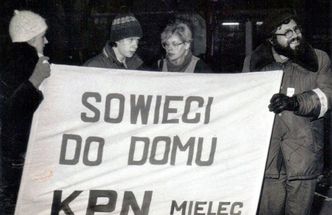 SOWIECI
DO DOMU
KPN MIELEC